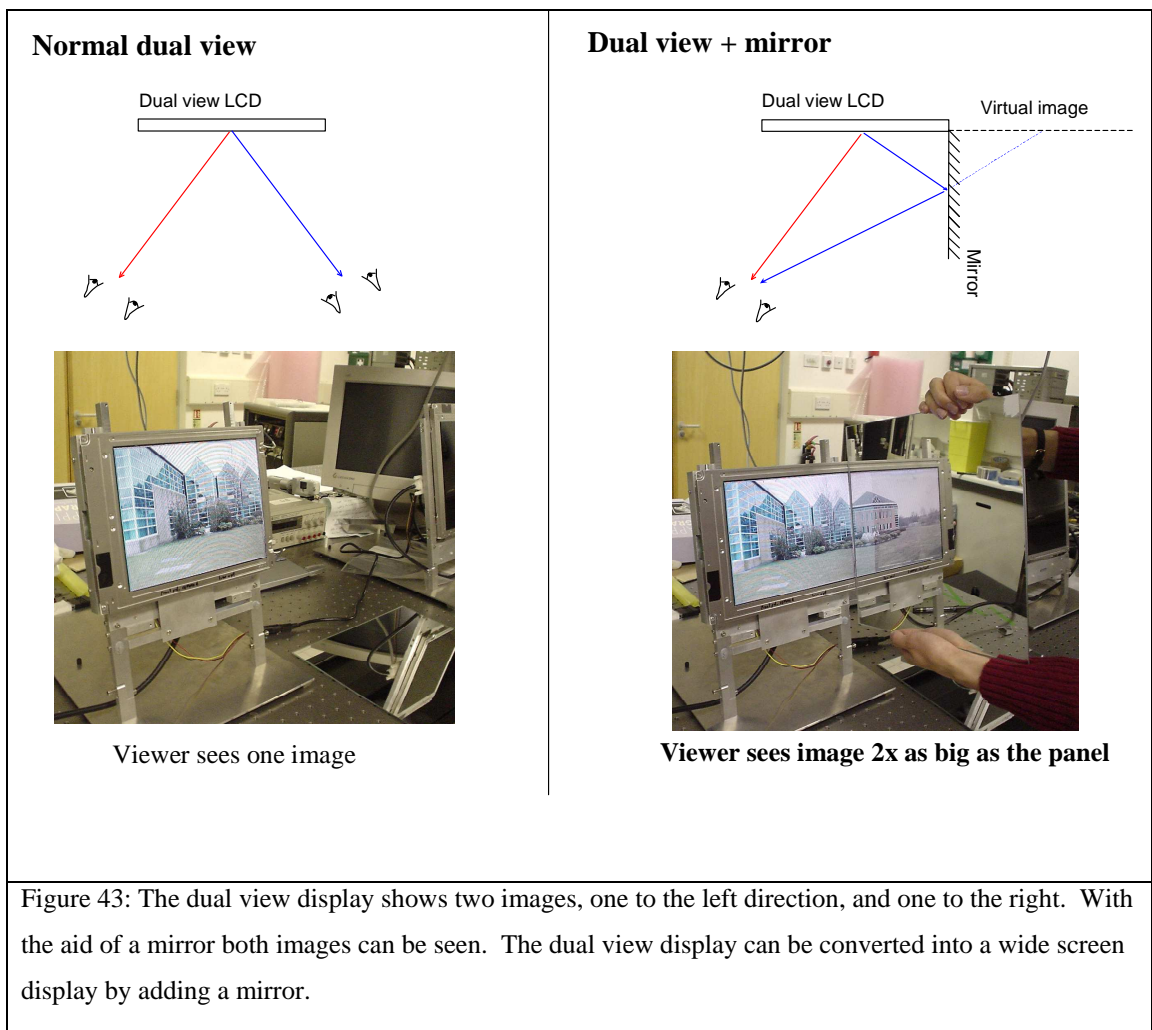 Normal dual view
Dual view LCD
Viewer sees one image
Dual view + mirror
Dual view LCD
Virtual image
Mirror
Viewer sees image 2x as big as the panel
Figure 43: The dual view display shows two images, one to the left direction, and one to the right.  With
the aid of a mirror both images can be seen.  The dual view display can be converted into a wide screen
display by adding a mirror.